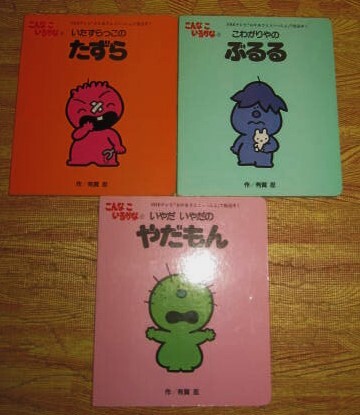 こんなこ
いるかな
いたずらっこの
たずら
作/有賀 忍
こんなこ
いるかな
こわがりやの
ぶるる
作/有賀 忍
こんなこ
いるかな
いやだ いやだの
やだもん
作/有賀 忍